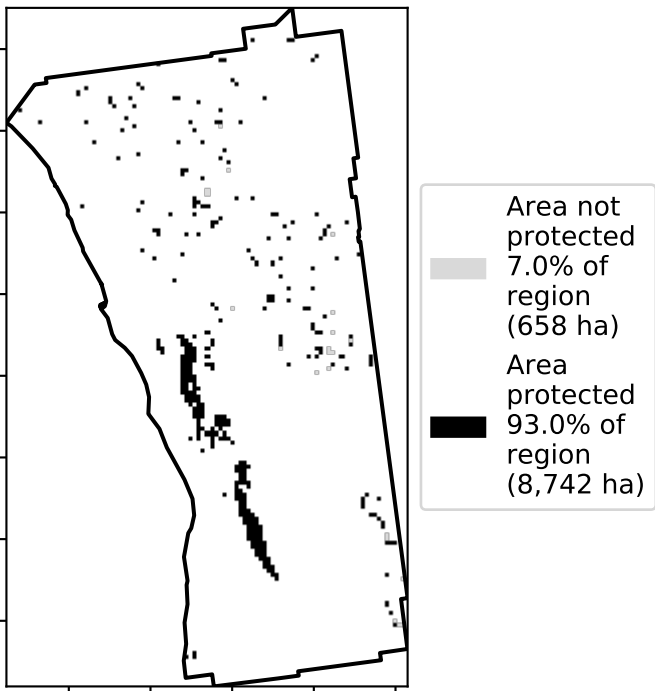 Area not
protected
7.0% of
region
(658 ha)
Area
protected
93.0% of
region
(8,742 ha)